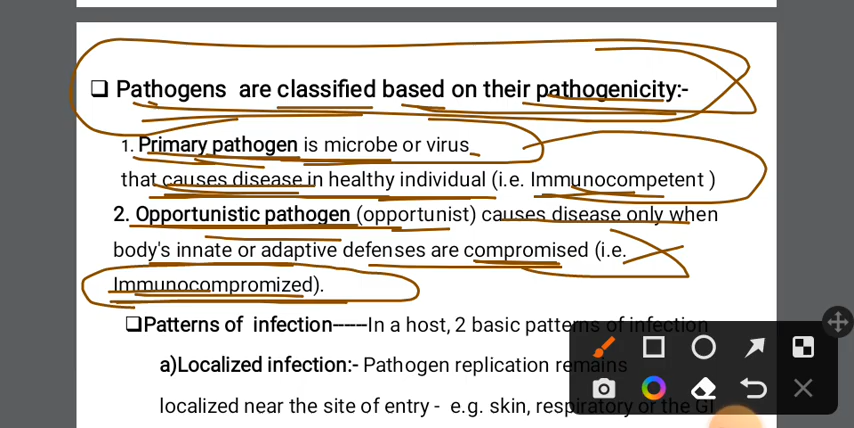 ❑ Pathogens are classified based on their pathogenicity:-
1. Primary pathogen is microbe or virus
that causes disease in healthy individual (i.e. Immunocompetent )
2. Opportunistic pathogen (opportunist) causes disease only when
body's innate or adaptive defenses are compromised (i.e.
Immunocompromized).
❑Patterns of infection-----In a host, 2 basic patterns of infection
a)Localized infection:- Pathogen replication remains
localized near the site of entry - e.g. skin, respiratory or the GI